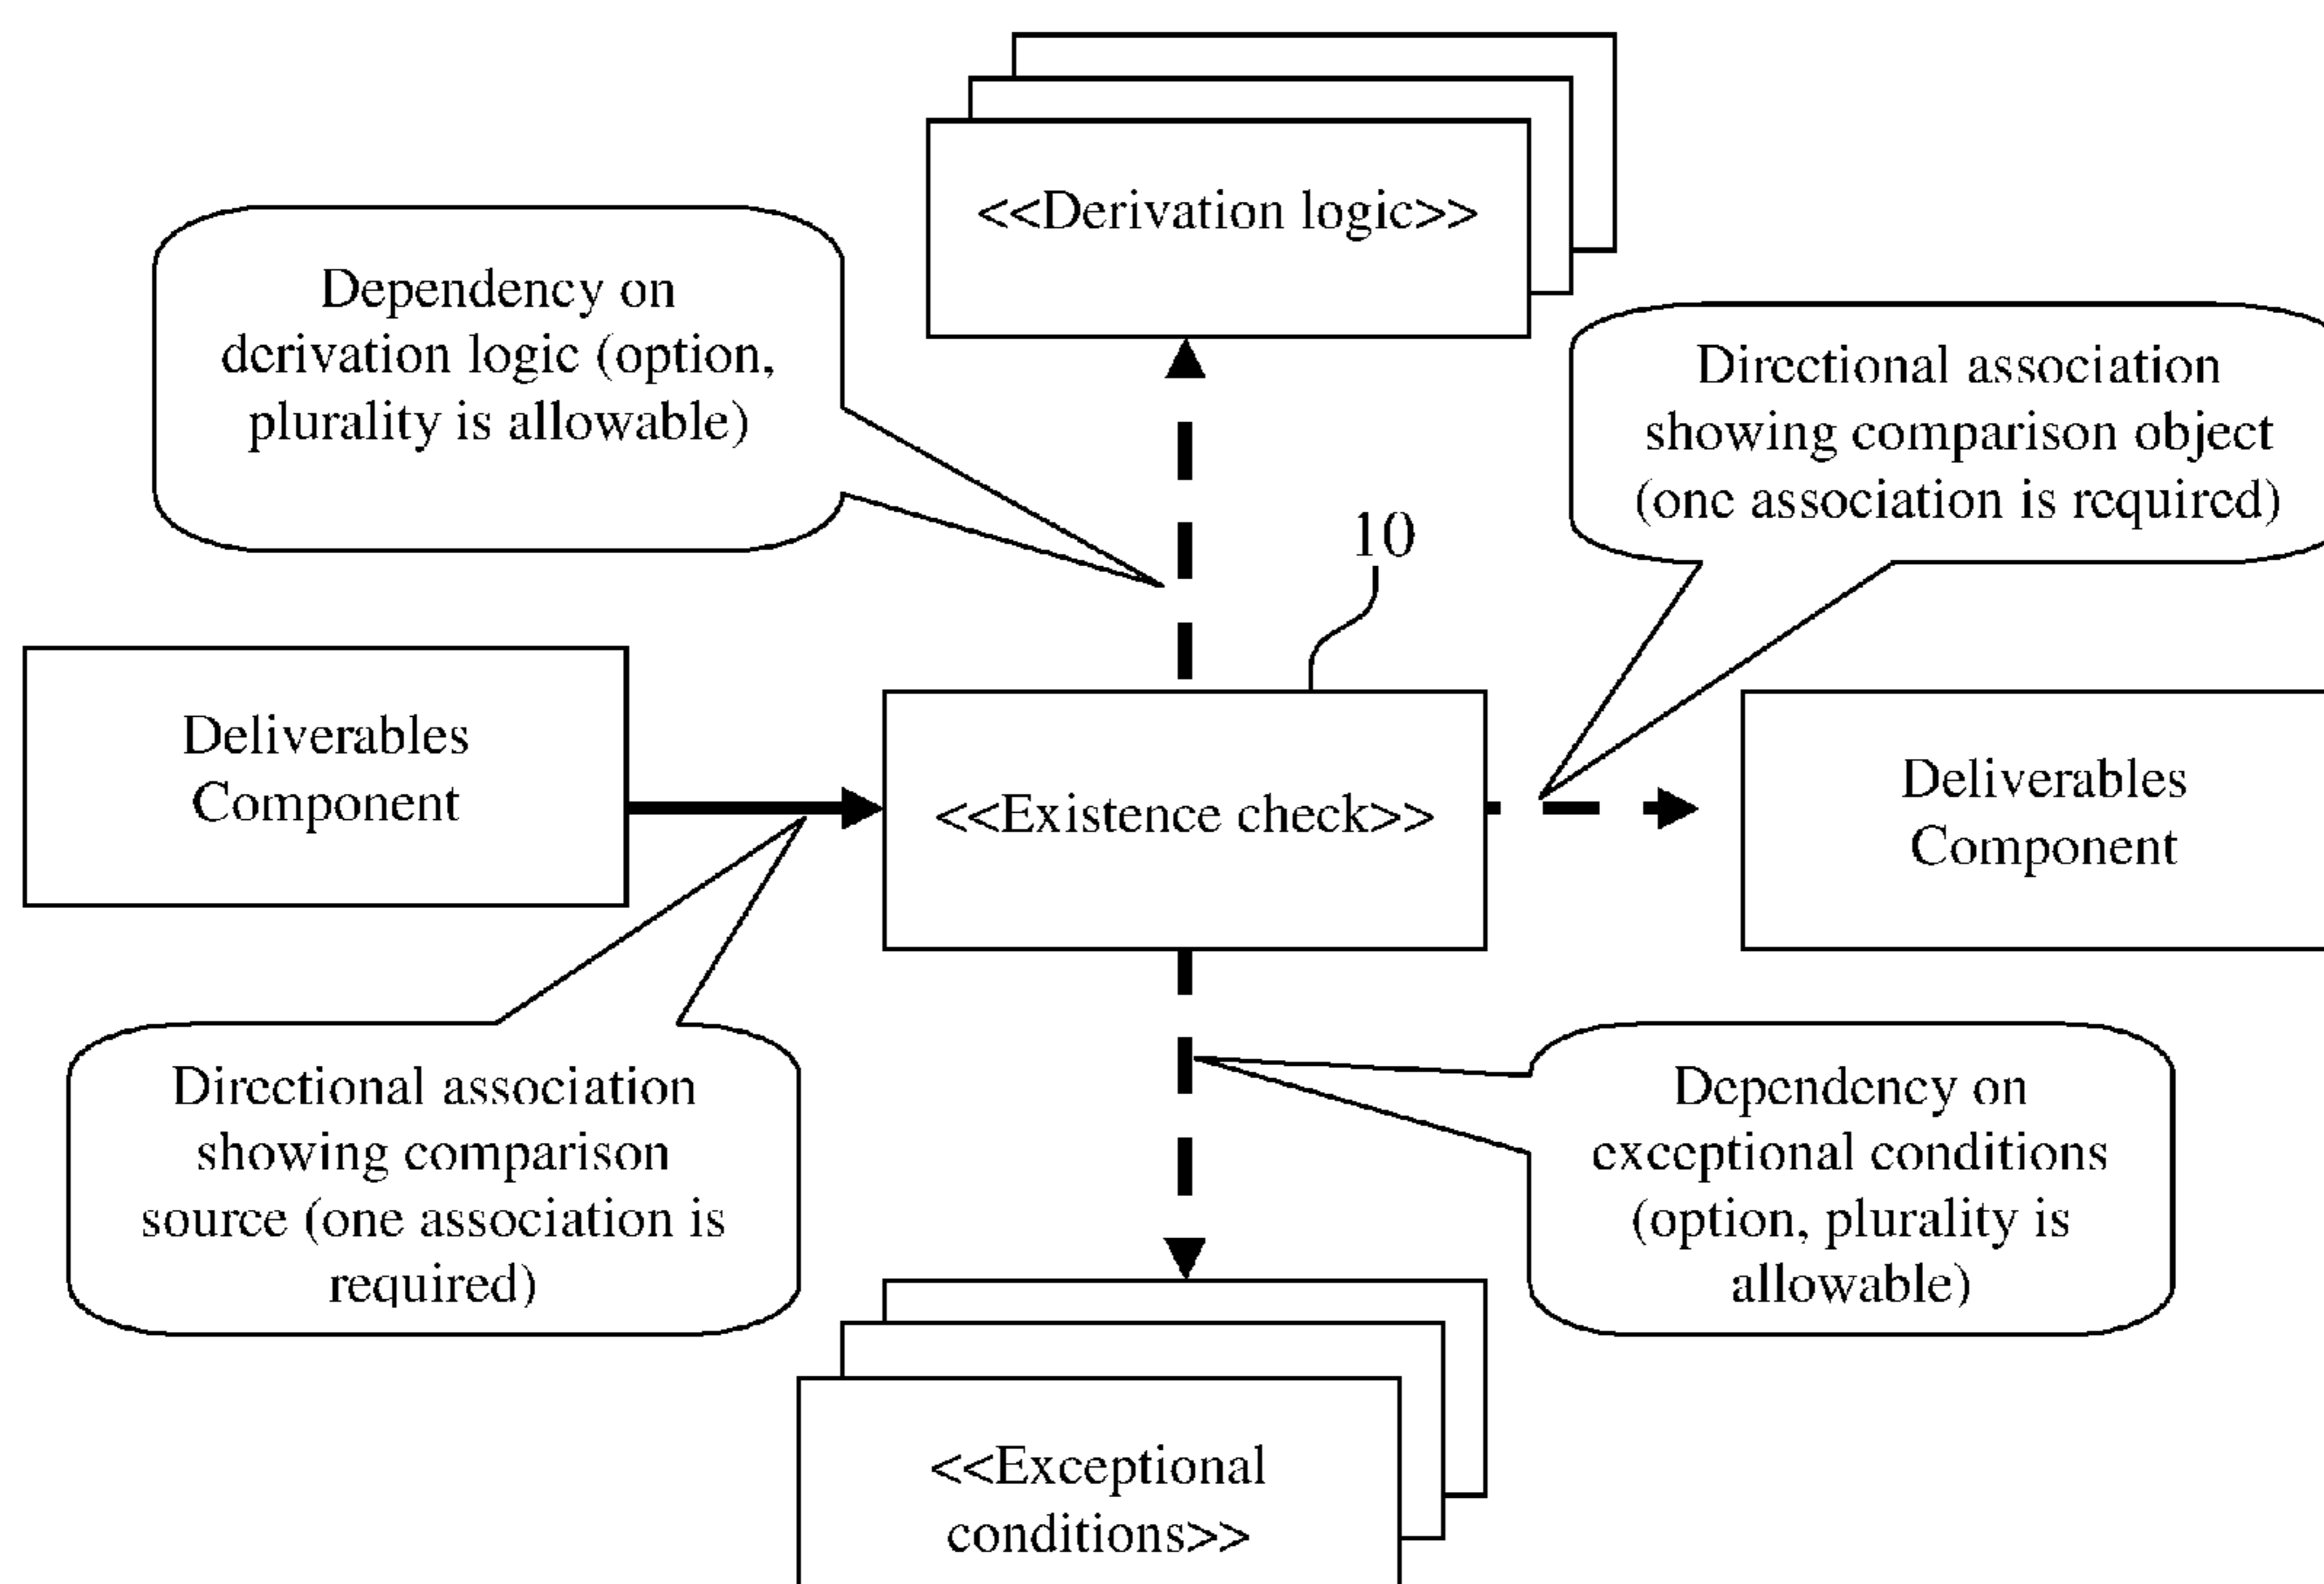 <<Derivation logic>>
Dependency on
derivation logic (option,
plurality is allowable)
Directional association
showing comparison object
(one association is required)
10
Deliverables
Component
<<Existence check>>
Deliverables
Component
Directional association
showing comparison
source (one association is
required)
Dependency on
exceptional conditions
(option, plurality is
allowable)
<<Exceptional
conditions>>